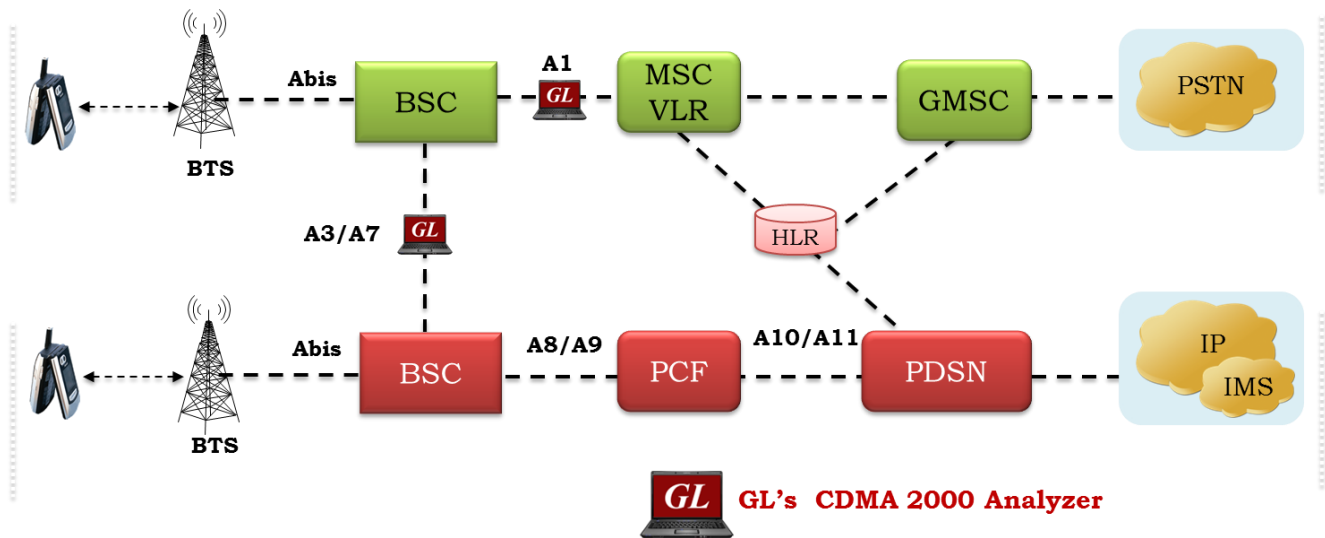 A1
Abis
BSC
GL
MSC
VLR
GMSC
PSTN
BTS
A3/A7
GL
HLR
Abis
A8/A9
A10/A11
BSC
PCF
PDSN
IP
IMS
BTS
GL
GL's CDMA 2000 Analyzer